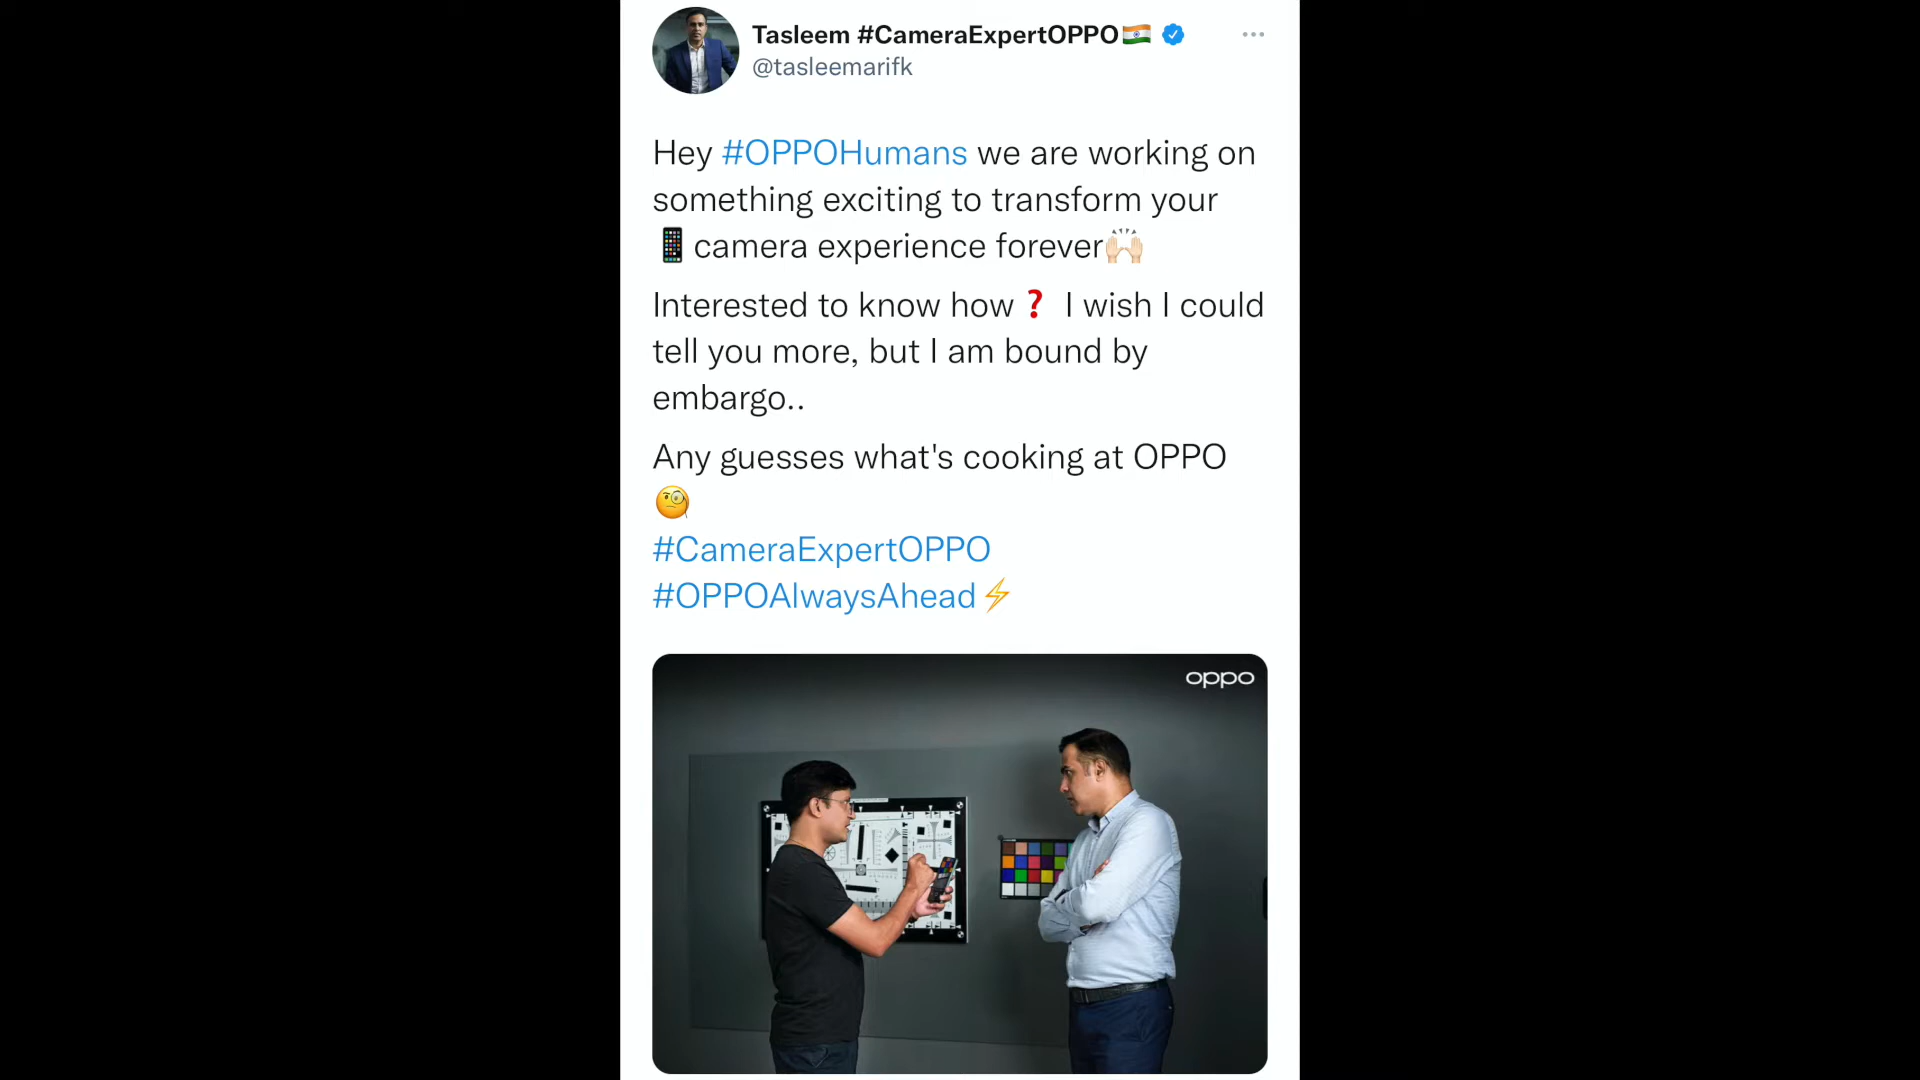 Tasleem #CameraExpertOPPO🇮🇳
@tasleemarifk
Hey #OPPOHumans we are working on
something exciting to transform your
📱camera experience forever🙌🏻
Interested to know how❓ I wish I could
tell you more, but I am bound by
embargo..
Any guesses what's cooking at OPPO
🧐
#CameraExpertOPPO
#OPPOAlwaysAhead⚡
oppo